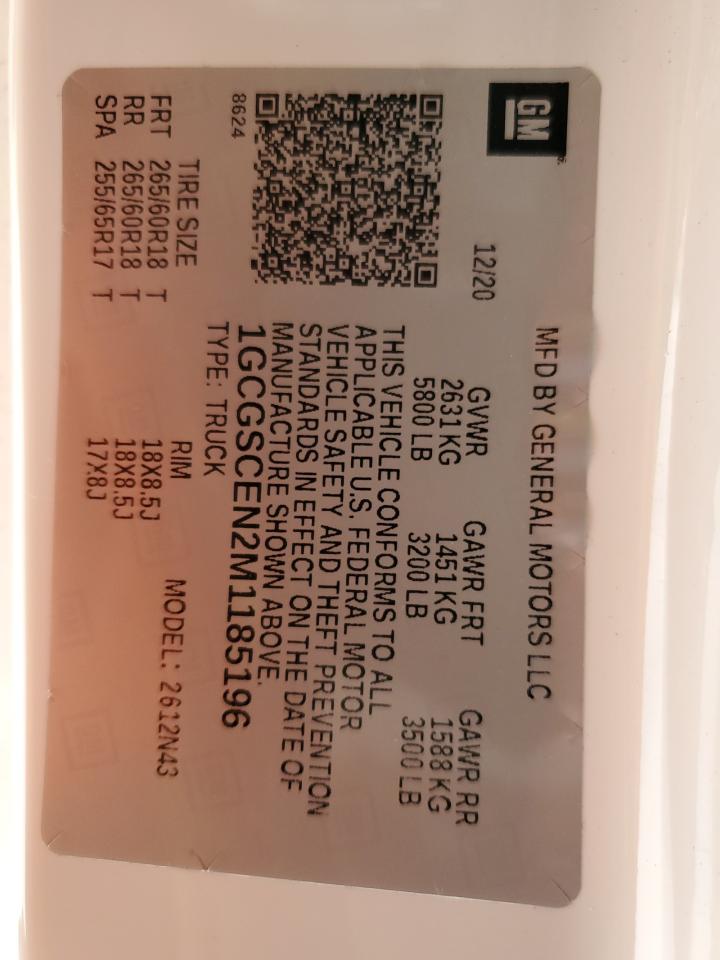 GM
MFD BY GENERAL MOTORS LLC
12/20
GVWR GAWR FRT GAWR RR
2631 KG 1451 KG 1588 KG
5800 LB 3200 LB 3500 LB
THIS VEHICLE CONFORMS TO ALL
APPLICABLE U.S. FEDERAL MOTOR
VEHICLE SAFETY AND THEFT PREVENTION
STANDARDS IN EFFECT ON THE DATE OF
MANUFACTURE SHOWN ABOVE.
8624
1GCGSCEN2M1185196
TYPE: TRUCK
TIRE SIZE RIM MODEL: 2612N43
FRT 265/60R18 T 18X8.5J
RR 265/60R18 T 18X8.5J
SPA 255/65R17 T 17X8J